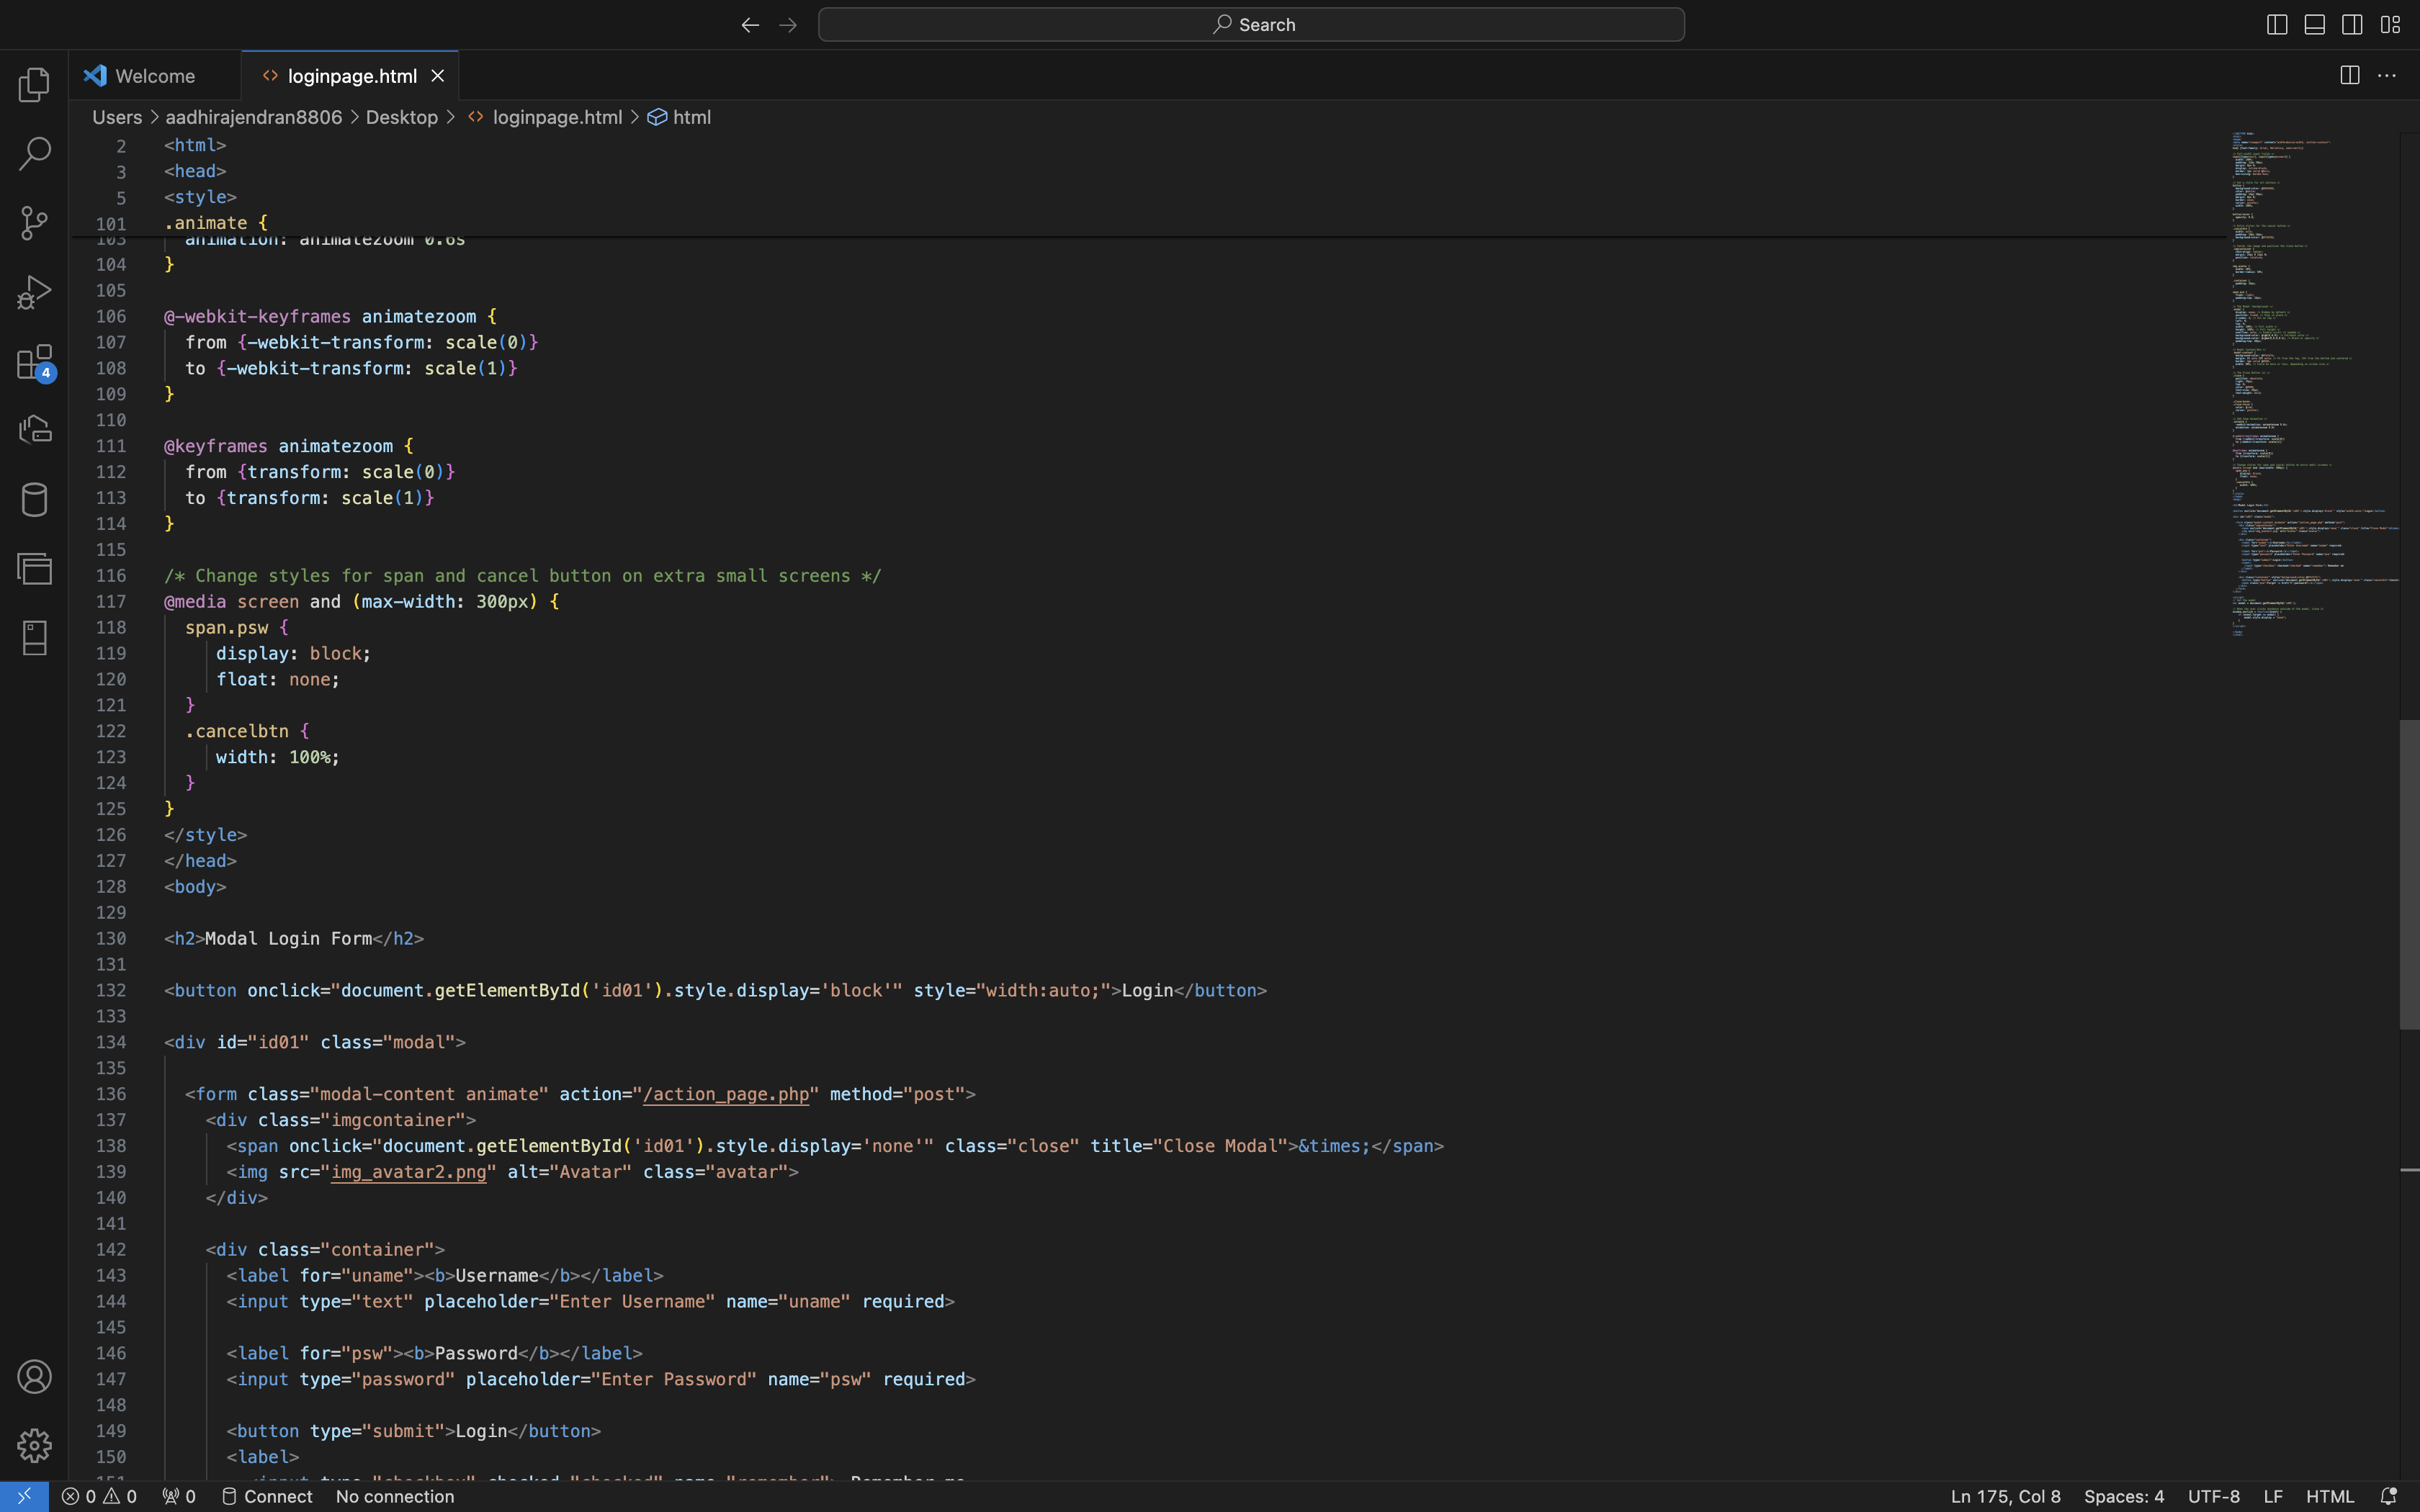 Search
Welcome
loginpage.html
Users > aadhirajendran8806 > Desktop > <> loginpage.html > html
2 <html>
3 <head>
5 <style>
101 .animate {
103 animation: animatezoom 0.6s
104 }
105
106 @-webkit-keyframes animatezoom {
107 from {-webkit-transform: scale(0)}
108 to {-webkit-transform: scale(1)}
109 }
110
111 @keyframes animatezoom {
112 from {transform: scale(0)}
113 to {transform: scale(1)}
114 }
115
116 /* Change styles for span and cancel button on extra small screens */
117 @media screen and (max-width: 300px) {
118 span.psw {
119 display: block;
120 float: none;
121 }
122 .cancelbtn {
123 width: 100%;
124 }
125 }
126 </style>
127 </head>
128 <body>
129
130 <h2>Modal Login Form</h2>
131
132 <button onclick="document.getElementById('id01').style.display='block'" style="width:auto;">Login</button>
133
134 <div id="id01" class="modal">
135
136 <form class="modal-content animate" action="/action_page.php" method="post">
137 <div class="imgcontainer">
138 <span onclick="document.getElementById('id01').style.display='none'" class="close" title="Close Modal">&times;</span>
139 <img src="img_avatar2.png" alt="Avatar" class="avatar">
140 </div>
141
142 <div class="container">
143 <label for="uname"><b>Username</b></label>
144 <input type="text" placeholder="Enter Username" name="uname" required>
145
146 <label for="psw"><b>Password</b></label>
147 <input type="password" placeholder="Enter Password" name="psw" required>
148
149 <button type="submit">Login</button>
150 <label>
151 <input type="checkbox" checked="checked" name="remember"> Remember me
4
0 0 0 Connect No connection Ln 175, Col 8 Spaces: 4 UTF-8 LF HTML